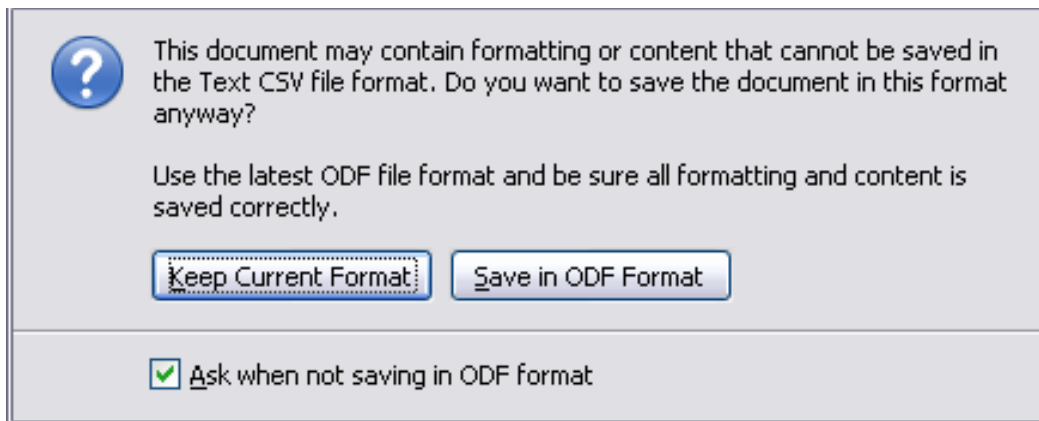 This document may contain formatting or content that cannot be saved in
the Text CSV file format. Do you want to save the document in this format
anyway?
Use the latest ODF file format and be sure all formatting and content is
saved correctly.
Keep Current Format Save in ODF Format
Ask when not saving in ODF format